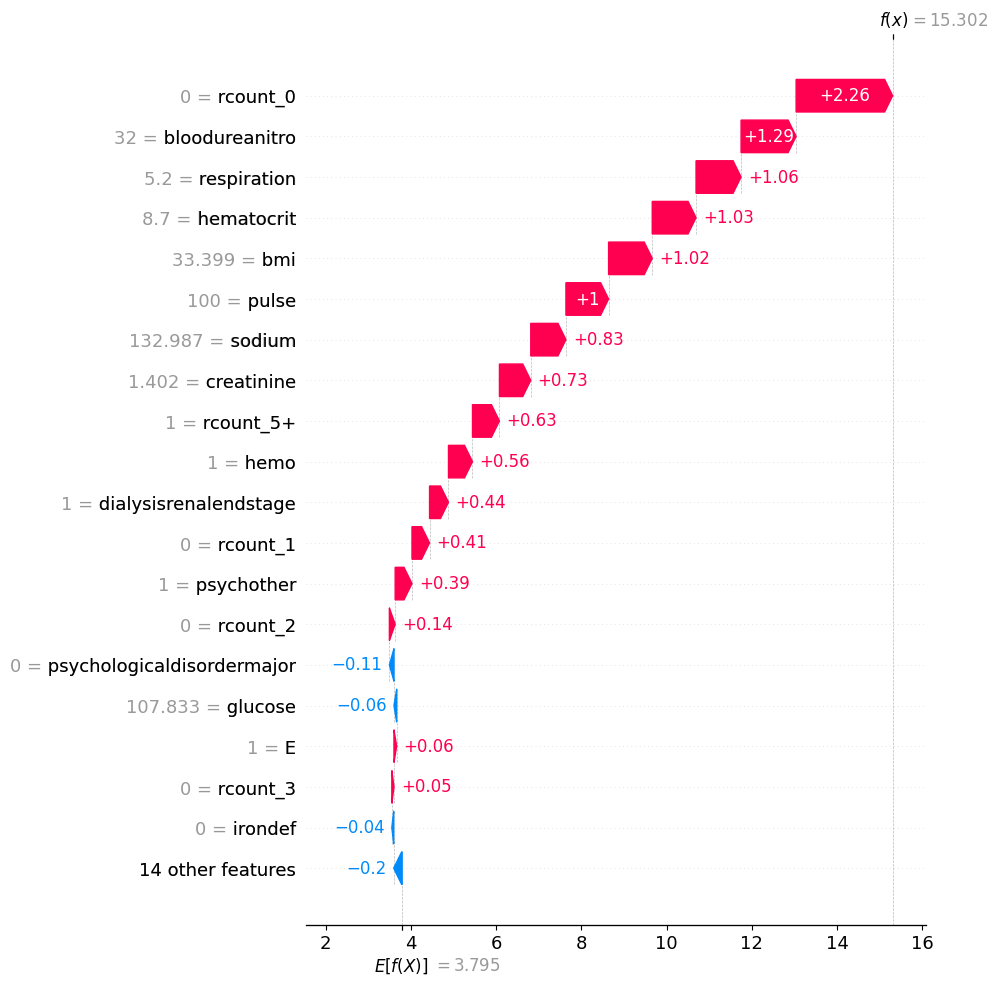 f(x) = 15.302
0 = rcount_0
+2.26
32 = bloodureanitro
+1.29
5.2 = respiration
+1.06
8.7 = hematocrit
+1.03
33.399 = bmi
+1.02
100 = pulse
+1
132.987 = sodium
+0.83
1.402 = creatinine
+0.73
1 = rcount_5+
+0.63
1 = hemo
+0.56
1 = dialysisrenalendstage
+0.44
0 = rcount_1
+0.41
1 = psychother
+0.39
0 = rcount_2
+0.14
0 = psychologicaldisordermajor
−0.11
107.833 = glucose
−0.06
1 = E
+0.06
0 = rcount_3
+0.05
0 = irondef
−0.04
14 other features
−0.2
2 4 6 8 10 12 14 16
E[f(X)] = 3.795